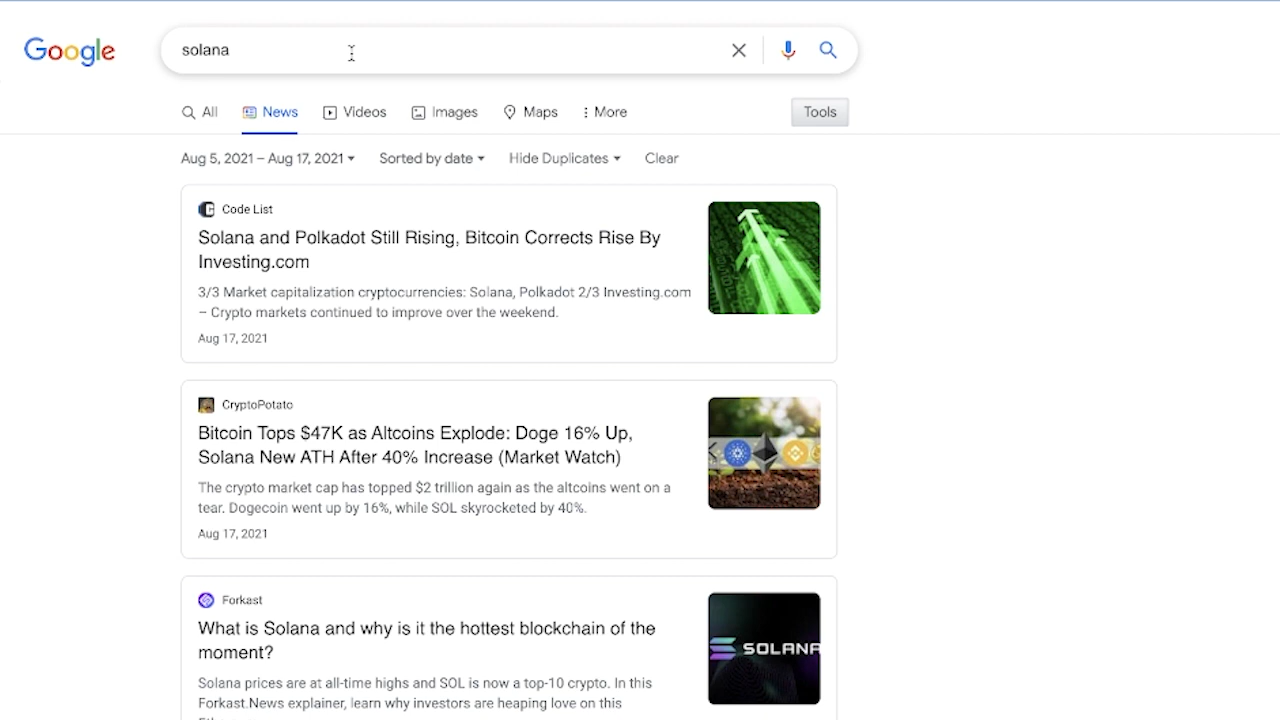 Google
solana
All News Videos Images Maps More Tools
Aug 5, 2021 – Aug 17, 2021 Sorted by date Hide Duplicates Clear
Code List
Solana and Polkadot Still Rising, Bitcoin Corrects Rise By
Investing.com
3/3 Market capitalization cryptocurrencies: Solana, Polkadot 2/3 Investing.com
– Crypto markets continued to improve over the weekend.
Aug 17, 2021
CryptoPotato
Bitcoin Tops $47K as Altcoins Explode: Doge 16% Up,
Solana New ATH After 40% Increase (Market Watch)
The crypto market cap has topped $2 trillion again as the altcoins went on a
tear. Dogecoin went up by 16%, while SOL skyrocketed by 40%.
Aug 17, 2021
Forkast
What is Solana and why is it the hottest blockchain of the
moment?
SOLANA
Solana prices are at all-time highs and SOL is now a top-10 crypto. In this
Forkast.News explainer, learn why investors are heaping love on this